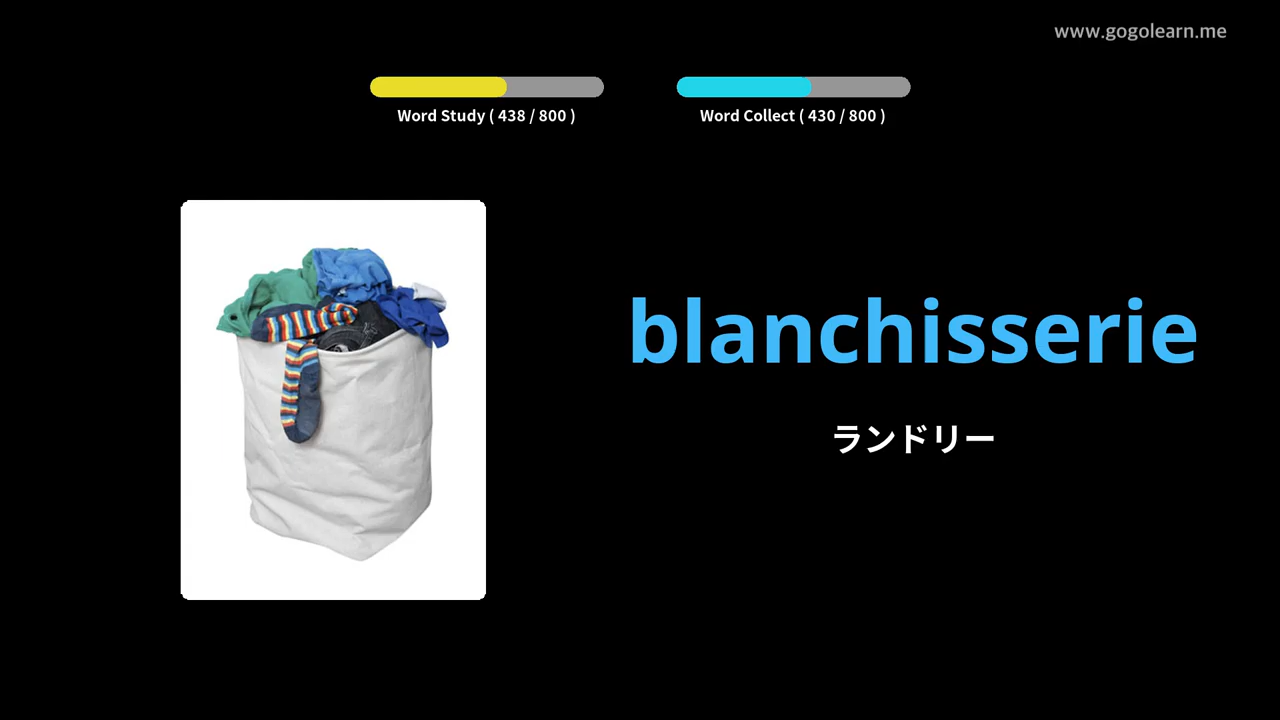 www.gogolearn.me
Word Study ( 438 / 800 )
Word Collect ( 430 / 800 )
blanchisserie
ランドリー